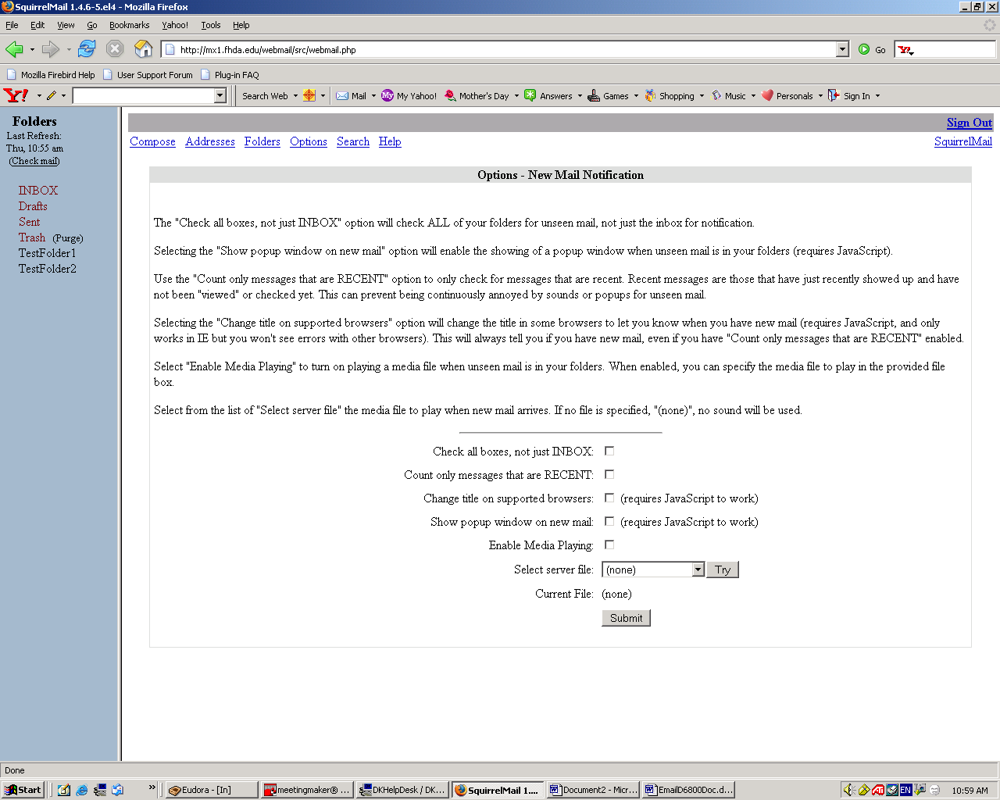 SquirrelMail 1.4.6-5.el4 - Mozilla Firefox
File Edit View Go Bookmarks Yahoo! Tools Help
http://mx1.fhda.edu/webmail/src/webmail.php Go Y!
Mozilla Firebird Help User Support Forum Plug-in FAQ
Y! Search Web Mail My My Yahoo! Mother's Day Answers Games Shopping Music Personals Sign In
Folders
Last Refresh:
Thu, 10:55 am
(Check mail)
INBOX
Drafts
Sent
Trash (Purge)
TestFolder1
TestFolder2
Sign Out
Compose Addresses Folders Options Search Help SquirrelMail
Options - New Mail Notification
The "Check all boxes, not just INBOX" option will check ALL of your folders for unseen mail, not just the inbox for notification.
Selecting the "Show popup window on new mail" option will enable the showing of a popup window when unseen mail is in your folders (requires JavaScript).
Use the "Count only messages that are RECENT" option to only check for messages that are recent. Recent messages are those that have just recently showed up and have
not been "viewed" or checked yet. This can prevent being continuously annoyed by sounds or popups for unseen mail.
Selecting the "Change title on supported browsers" option will change the title in some browsers to let you know when you have new mail (requires JavaScript, and only
works in IE but you won't see errors with other browsers). This will always tell you if you have new mail, even if you have "Count only messages that are RECENT" enabled.
Select "Enable Media Playing" to turn on playing a media file when unseen mail is in your folders. When enabled, you can specify the media file to play in the provided file
box.
Select from the list of "Select server file" the media file to play when new mail arrives. If no file is specified, "(none)", no sound will be used.
Check all boxes, not just INBOX:
Count only messages that are RECENT:
Change title on supported browsers: (requires JavaScript to work)
Show popup window on new mail: (requires JavaScript to work)
Enable Media Playing:
Select server file: (none) Try
Current File: (none)
Submit
Done
Start » Eudora - [In] meetingmaker® ... DKHelpDesk / DK... SquirrelMail 1.... Document2 - Micr... EmailD6800Doc.d... EN 10:59 AM